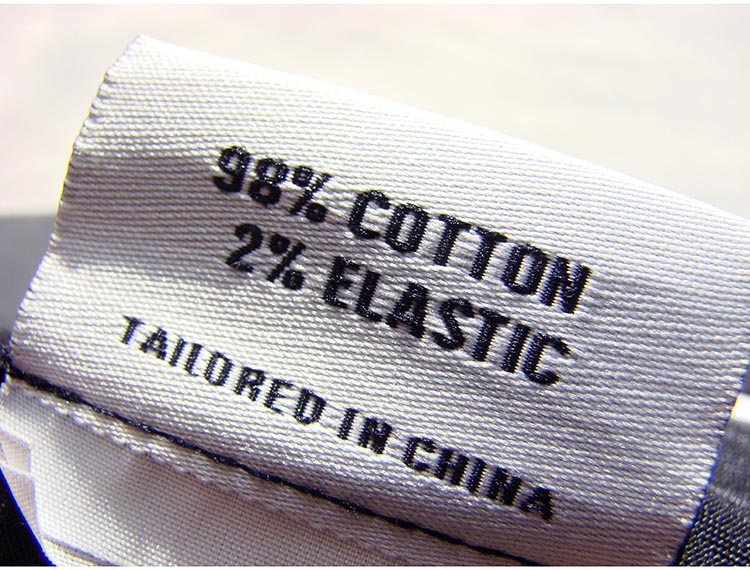 98% COTTON
2% ELASTIC
TAILORED IN CHINA